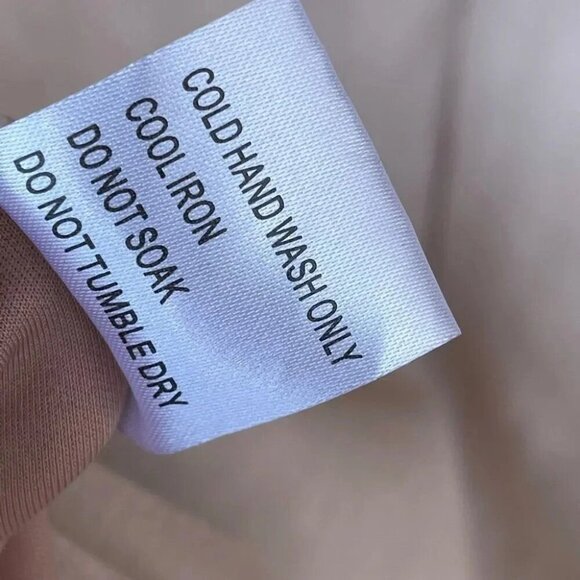 COLD HAND WASH ONLY
COOL IRON
DO NOT SOAK
DO NOT TUMBLE DRY